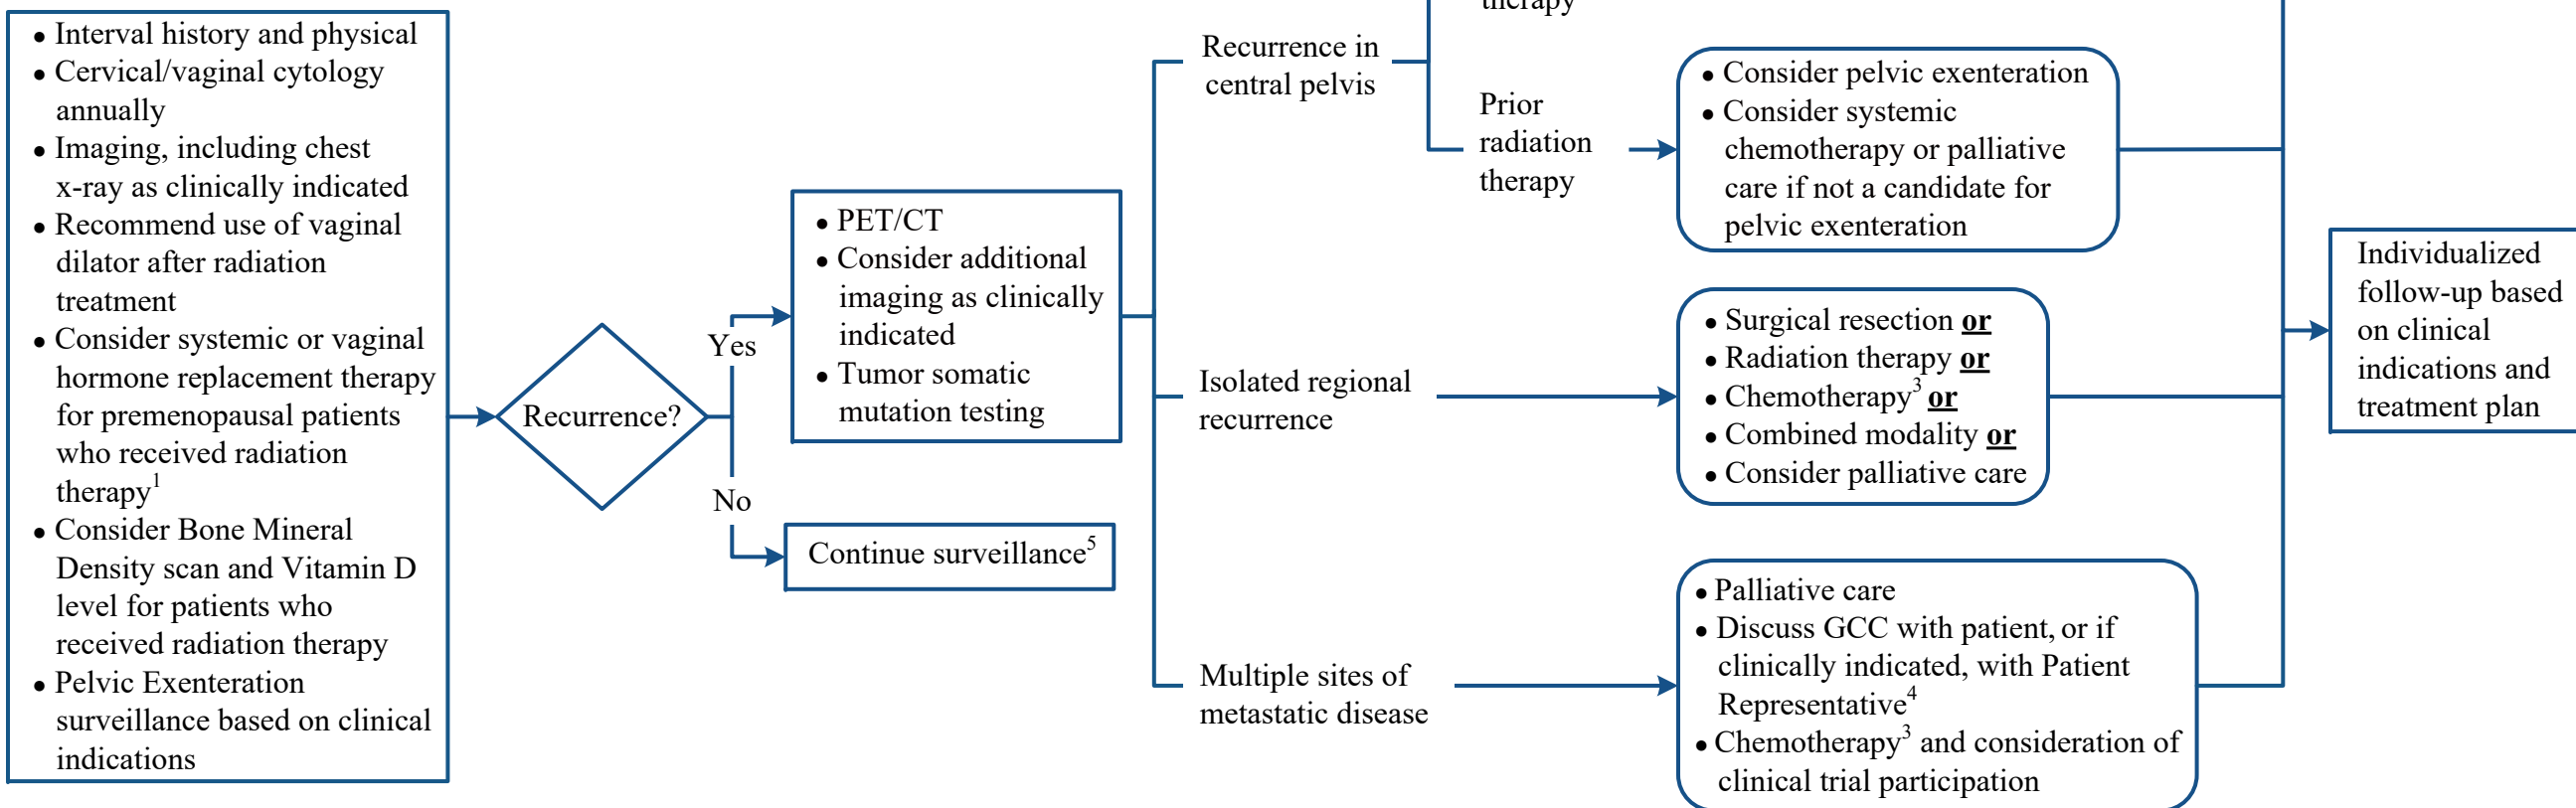 • Interval history and physical
• Cervical/vaginal cytology
annually
• Imaging, including chest
x-ray as clinically indicated
• Recommend use of vaginal
dilator after radiation
treatment
• Consider systemic or vaginal
hormone replacement therapy
for premenopausal patients
who received radiation
therapy¹
• Consider Bone Mineral
Density scan and Vitamin D
level for patients who
received radiation therapy
• Pelvic Exenteration
surveillance based on clinical
indications
Recurrence?
Yes
No
• PET/CT
• Consider additional
imaging as clinically
indicated
• Tumor somatic
mutation testing
Continue surveillance⁵
Recurrence in
central pelvis
therapy
Prior
radiation
therapy
• Consider pelvic exenteration
• Consider systemic
chemotherapy or palliative
care if not a candidate for
pelvic exenteration
Isolated regional
recurrence
• Surgical resection or
• Radiation therapy or
• Chemotherapy³ or
• Combined modality or
• Consider palliative care
Multiple sites of
metastatic disease
• Palliative care
• Discuss GCC with patient, or if
clinically indicated, with Patient
Representative⁴
• Chemotherapy³ and consideration of
clinical trial participation
Individualized
follow-up based
on clinical
indications and
treatment plan